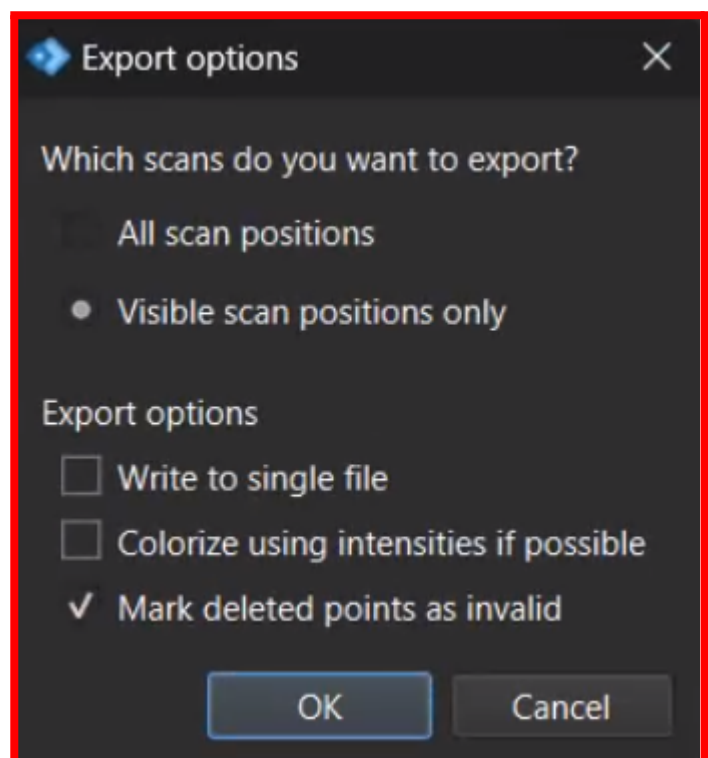 Export options
Which scans do you want to export?
All scan positions
Visible scan positions only
Export options
Write to single file
Colorize using intensities if possible
Mark deleted points as invalid
OK Cancel